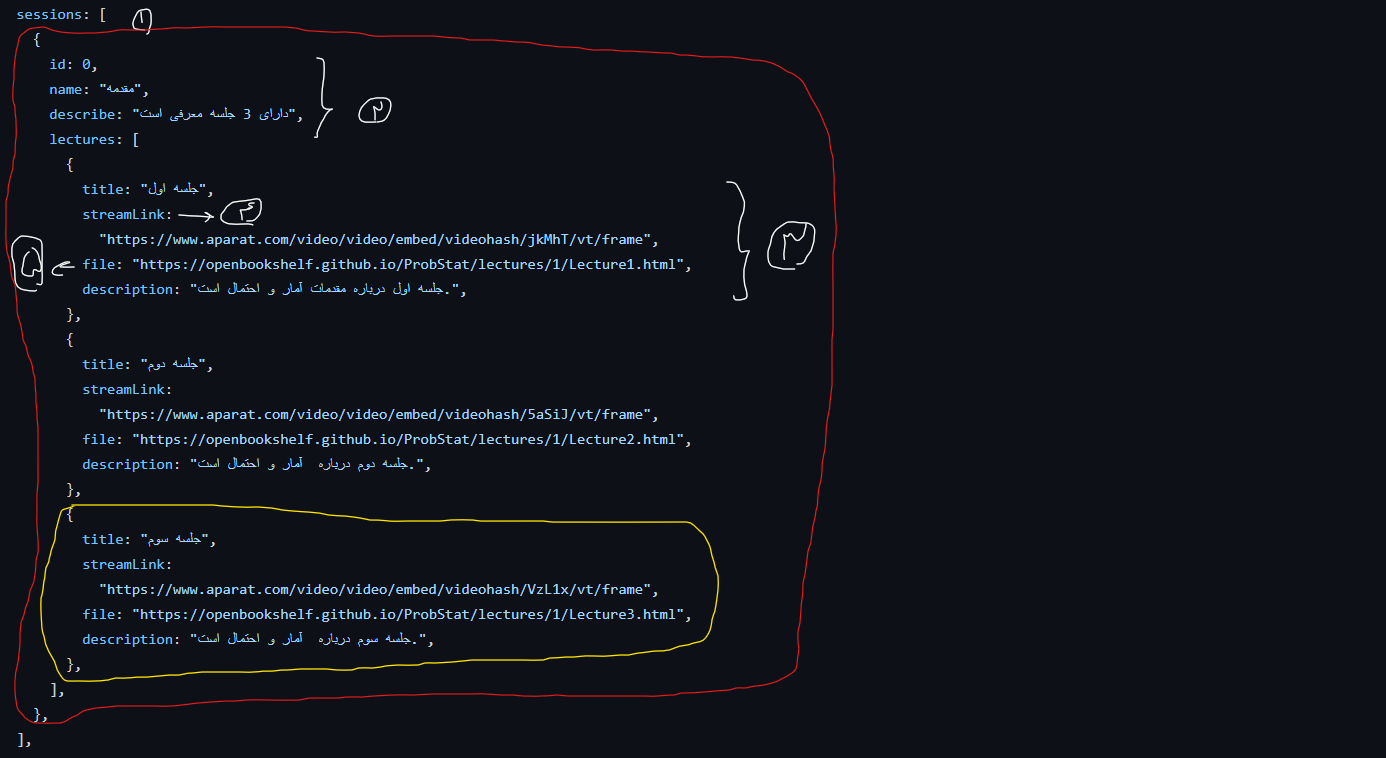 sessions: [ ۱
{
id: 0,
name: "مقدمه",
describe: "دارای 3 جلسه معرفی است", ۲
lectures: [
{
title: "جلسه اول",
streamLink: ۴
"https://www.aparat.com/video/video/embed/videohash/jkMhT/vt/frame", ۳
۵ file: "https://openbookshelf.github.io/ProbStat/lectures/1/Lecture1.html",
description: "جلسه اول درباره مقدمات آمار و احتمال است.",
},
{
title: "جلسه دوم",
streamLink:
"https://www.aparat.com/video/video/embed/videohash/5aSiJ/vt/frame",
file: "https://openbookshelf.github.io/ProbStat/lectures/1/Lecture2.html",
description: "جلسه دوم درباره  آمار و احتمال است.",
},
{
title: "جلسه سوم",
streamLink:
"https://www.aparat.com/video/video/embed/videohash/VzL1x/vt/frame",
file: "https://openbookshelf.github.io/ProbStat/lectures/1/Lecture3.html",
description: "جلسه سوم درباره  آمار و احتمال است.",
},
],
},
],